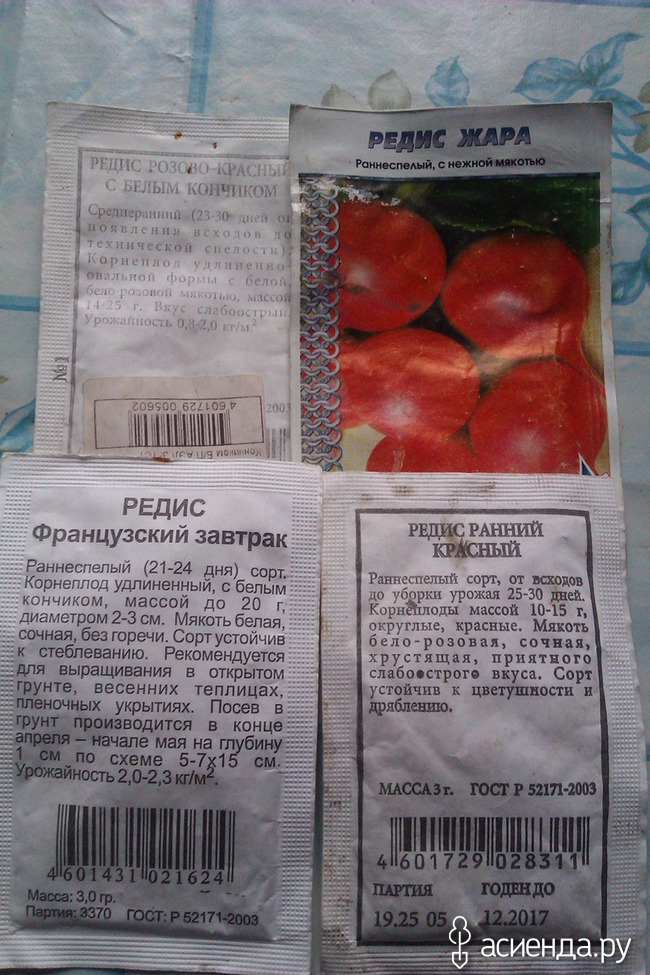 РЕДИС РОЗОВО-КРАСНЫЙ
С БЕЛЫМ КОНЧИКОМ
Среднеранний (23-30 дней от
появления всходов до
технической спелости).
Корнеплод удлиненно-
овальной формы с белой,
бело розовой мякотью, массой
14-25 г. Вкус слабоострый.
Урожайность 0,8-2,0 кг/м²
№1
2003
4 601729 005602
РЕДИС ЖАРА
Раннеспелый, с нежной мякотью
РЕДИС
Французский завтрак
Раннеспелый (21-24 дня) сорт.
Корнеплод удлиненный, с белым
кончиком, массой до 20 г,
диаметром 2-3 см. Мякоть белая,
сочная, без горечи. Сорт устойчив
к стеблеванию. Рекомендуется
для выращивания в открытом
грунте, весенних теплицах,
пленочных укрытиях. Посев в
грунт производится в конце
апреля – начале мая на глубину
1 см по схеме 5-7х15 см.
Урожайность 2,0-2,3 кг/м².
4 601431 021624
Масса: 3,0 гр.
Партия: 3370 ГОСТ: Р 52171-2003
РЕДИС РАННИЙ
КРАСНЫЙ
Раннеспелый сорт, от всходов
до уборки урожая 25-30 дней.
Корнеплоды массой 10-15 г,
округлые, красные. Мякоть
бело-розовая, сочная,
хрустящая, приятного
слабоострого вкуса. Сорт
устойчив к цветушности и
дряблению.
МАССА 3 г. ГОСТ Р 52171-2003
4 601729 028311
ПАРТИЯ ГОДЕН ДО
19.25 05 12.2017
асиенда.ру